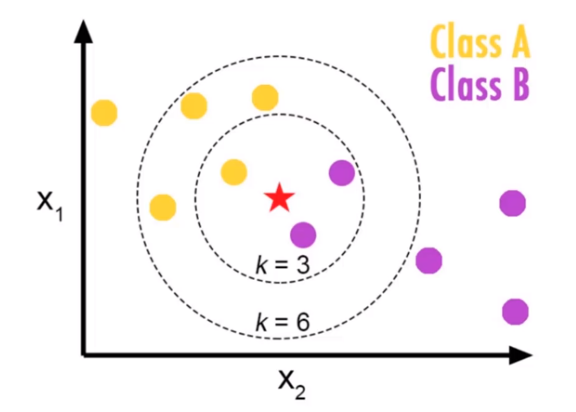 Class A
Class B
X1
k = 3
k = 6
X2